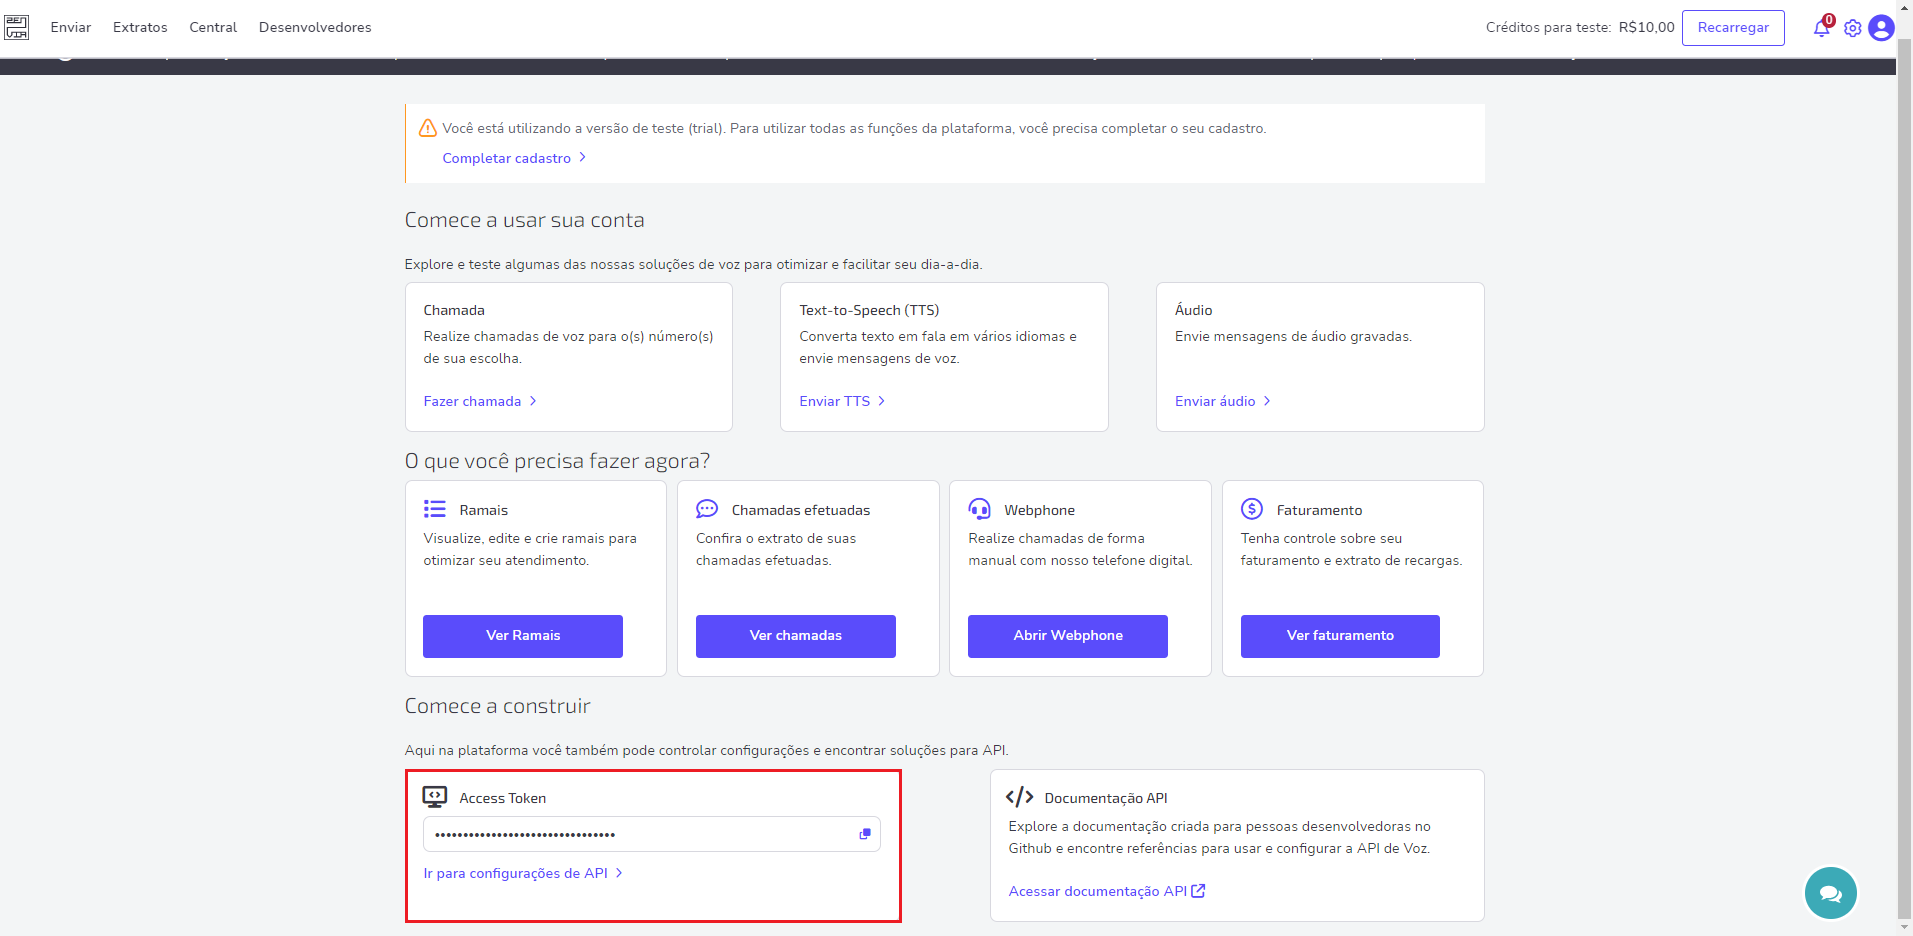 ZENVIA
Enviar
Extratos
Central
Desenvolvedores
Créditos para teste: R$10,00
Recarregar
0
Você está utilizando a versão de teste (trial). Para utilizar todas as funções da plataforma, você precisa completar o seu cadastro.
Completar cadastro
Comece a usar sua conta
Explore e teste algumas das nossas soluções de voz para otimizar e facilitar seu dia-a-dia.
Chamada
Realize chamadas de voz para o(s) número(s)
de sua escolha.
Fazer chamada
Text-to-Speech (TTS)
Converta texto em fala em vários idiomas e
envie mensagens de voz.
Enviar TTS
Áudio
Envie mensagens de áudio gravadas.
Enviar áudio
O que você precisa fazer agora?
Ramais
Visualize, edite e crie ramais para
otimizar seu atendimento.
Ver Ramais
Chamadas efetuadas
Confira o extrato de suas
chamadas efetuadas.
Ver chamadas
Webphone
Realize chamadas de forma
manual com nosso telefone digital.
Abrir Webphone
Faturamento
Tenha controle sobre seu
faturamento e extrato de recargas.
Ver faturamento
Comece a construir
Aqui na plataforma você também pode controlar configurações e encontrar soluções para API.
Access Token
••••••••••••••••••••••••••••••••
Ir para configurações de API
Documentação API
Explore a documentação criada para pessoas desenvolvedoras no
Github e encontre referências para usar e configurar a API de Voz.
Acessar documentação API